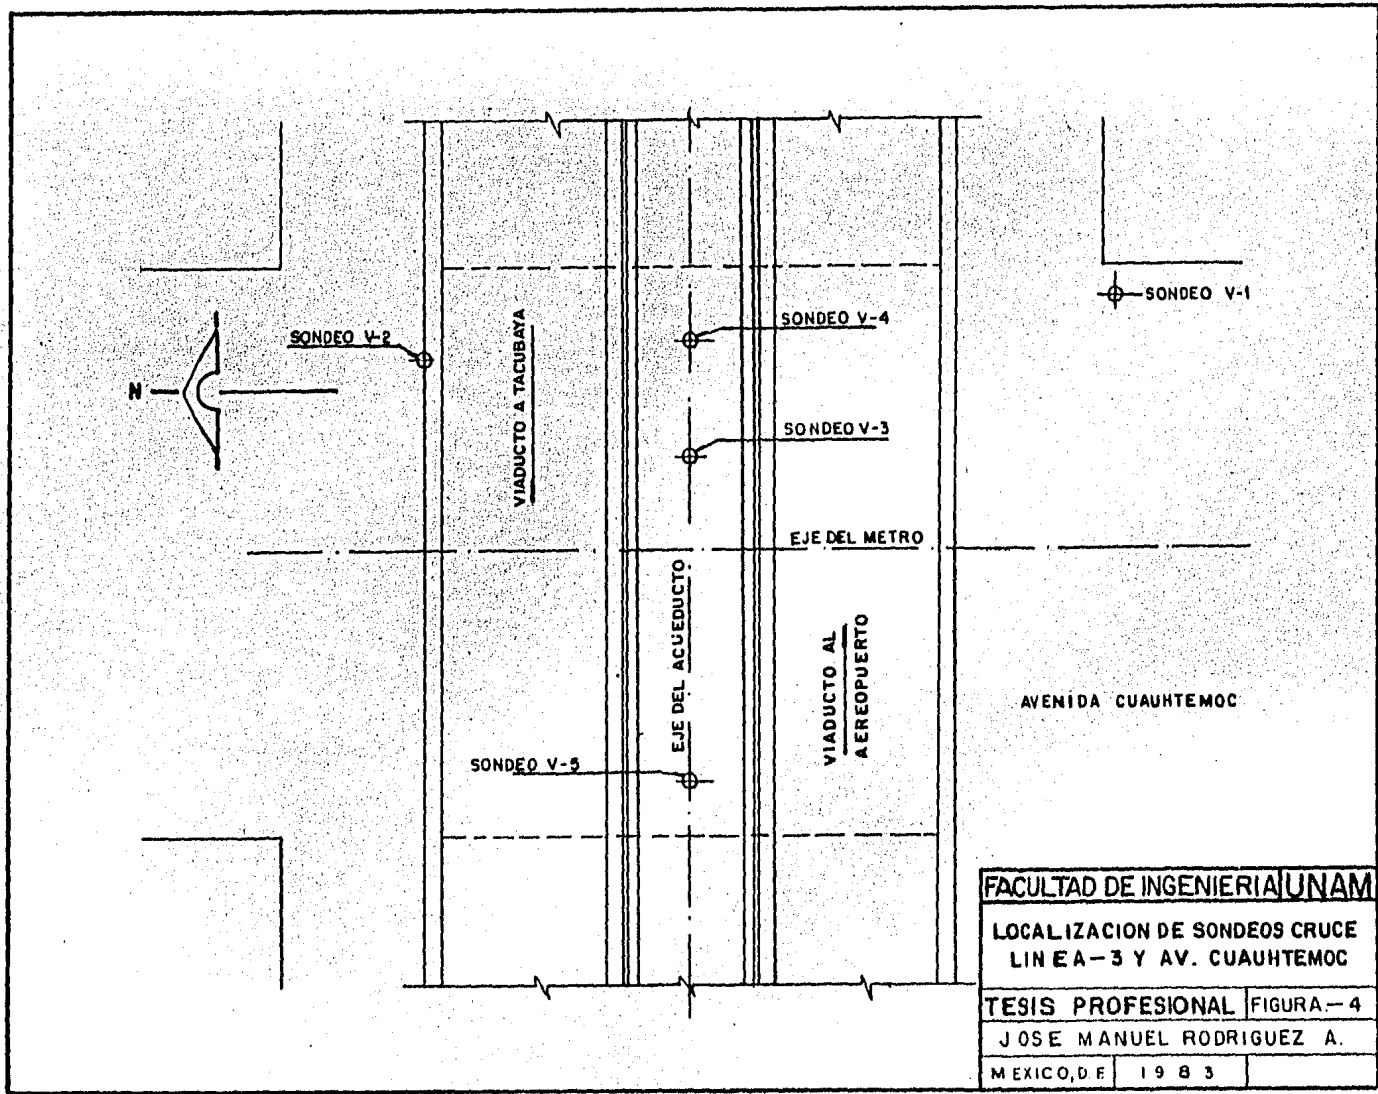 SONDEO V-1
SONDEO V-4
SONDEO V-2
VIADUCTO A TACUBAYA
N
SONDEO V-3
EJE DEL METRO
EJE DEL ACUEDUCTO
VIADUCTO AL
AEREOPUERTO
AVENIDA CUAUHTEMOC
SONDEO V-5
FACULTAD DE INGENIERIA UNAM
LOCALIZACION DE SONDEOS CRUCE
LINEA-3 Y AV. CUAUHTEMOC
TESIS PROFESIONAL FIGURA.-4
JOSE MANUEL RODRIGUEZ A.
MEXICO, D.F 1983